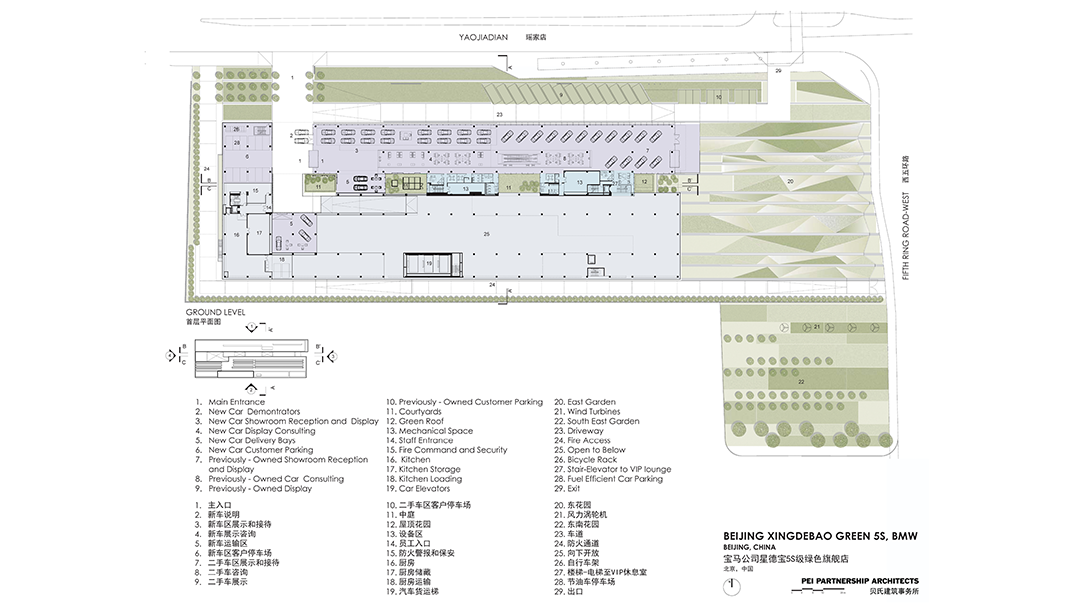 YAOJIADIAN 瑶家店
FIFTH RING ROAD-WEST 西五环路
GROUND LEVEL
首层平面图
1. Main Entrance
2. New Car Demontrators
3. New Car Showroom Reception and Display
4. New Car Display Consulting
5. New Car Delivery Bays
6. New Car Customer Parking
7. Previously - Owned Showroom Reception
and Display
8. Previously - Owned Car Consulting
9. Previously - Owned Display
10. Previously - Owned Customer Parking
11. Courtyards
12. Green Roof
13. Mechanical Space
14. Staff Entrance
15. Fire Command and Security
16. Kitchen
17. Kitchen Storage
18. Kitchen Loading
19. Car Elevators
20. East Garden
21. Wind Turbines
22. South East Garden
23. Driveway
24. Fire Access
25. Open to Below
26. Bicycle Rack
27. Stair-Elevator to VIP lounge
28. Fuel Efficient Car Parking
29. Exit
1. 主入口
2. 新车说明
3. 新车区展示和接待
4. 新车展示咨询
5. 新车运输区
6. 新车区客户停车场
7. 二手车区展示和接待
8. 二手车咨询
9. 二手车展示
10. 二手车区客户停车场
11. 中庭
12. 屋顶花园
13. 设备区
14. 员工入口
15. 防火警报和保安
16. 厨房
17. 厨房储藏
18. 厨房运输
19. 汽车货运梯
20. 东花园
21. 风力涡轮机
22. 东南花园
23. 车道
24. 防火通道
25. 向下开放
26. 自行车架
27. 楼梯-电梯至VIP休息室
28. 节油车停车场
29. 出口
BEIJING XINGDEBAO GREEN 5S, BMW
BEIJING, CHINA
宝马公司星德宝5S级绿色旗舰店
北京, 中国
PEI PARTNERSHIP ARCHITECTS
贝氏建筑事务所